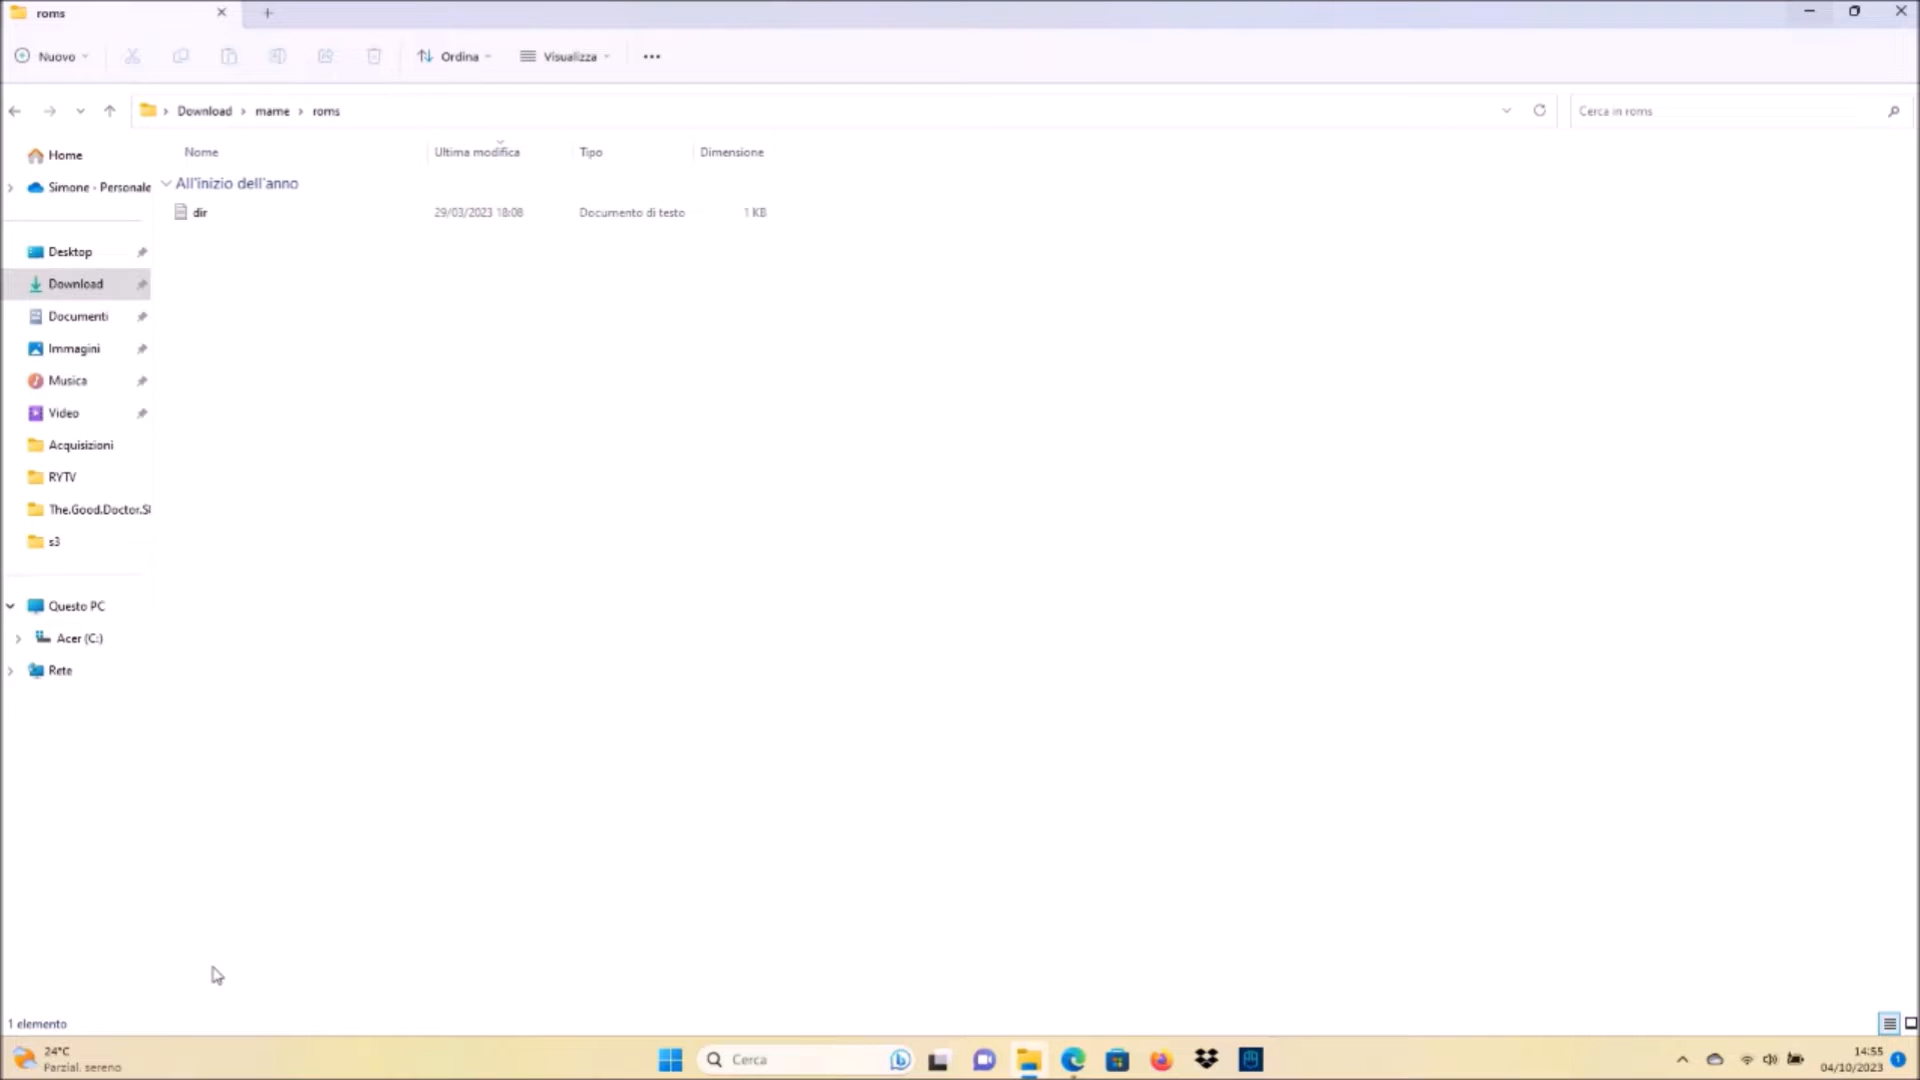 roms
Nuovo
Ordina
Visualizza
Download > mame > roms
Cerca in roms
Nome
Ultima modifica
Tipo
Dimensione
All'inizio dell'anno
dir
29/03/2023 18:08
Documento di testo
1 KB
Home
Simone - Personale
Desktop
Download
Documenti
Immagini
Musica
Video
Acquisizioni
RYTV
The.Good.Doctor.S
s3
Questo PC
Acer (C:)
Rete
1 elemento
24°C
Parzial. sereno
Cerca
14:55
04/10/2023
1